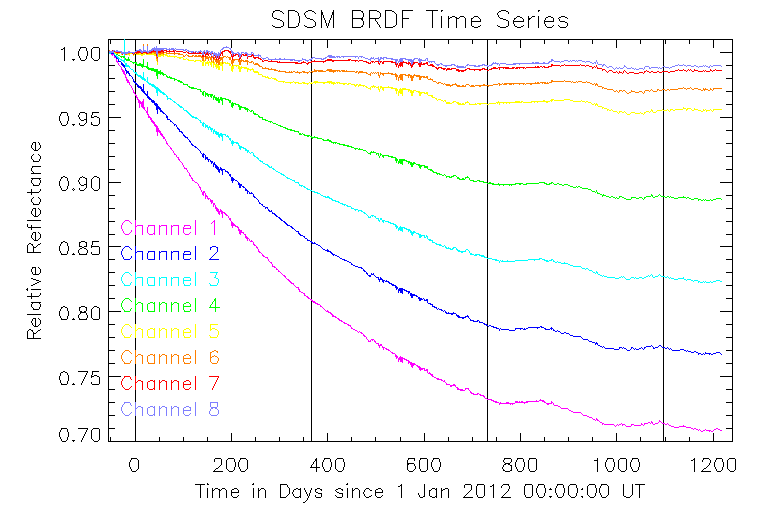 SDSM BRDF Time Series
1.00
0.95
0.90
0.85
0.80
0.75
0.70
Relative Reflectance
Channel 1
Channel 2
Channel 3
Channel 4
Channel 5
Channel 6
Channel 7
Channel 8
0 200 400 600 800 1000 1200
Time in Days since 1 Jan 2012 00:00:00 UT